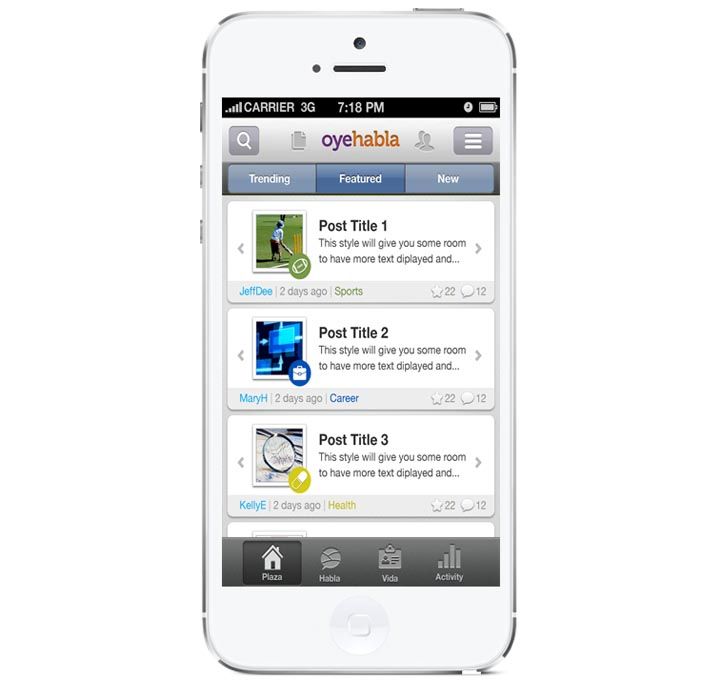 CARRIER 3G 7:18 PM
oyehabla
Trending Featured New
Post Title 1
This style will give you some room
to have more text diplayed and...
JeffDee | 2 days ago | Sports 22 12
Post Title 2
This style will give you some room
to have more text diplayed and...
MaryH | 2 days ago | Career 22 12
Post Title 3
This style will give you some room
to have more text diplayed and...
KellyE | 2 days ago | Health 22 12
Plaza Habla Vida Activity